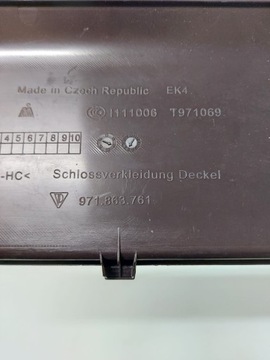 Made in Czech Republic EK4
I111006 T971069
4 5 6 7 8 9 10
-HC< Schlossverkleidung Deckel
971.863.761